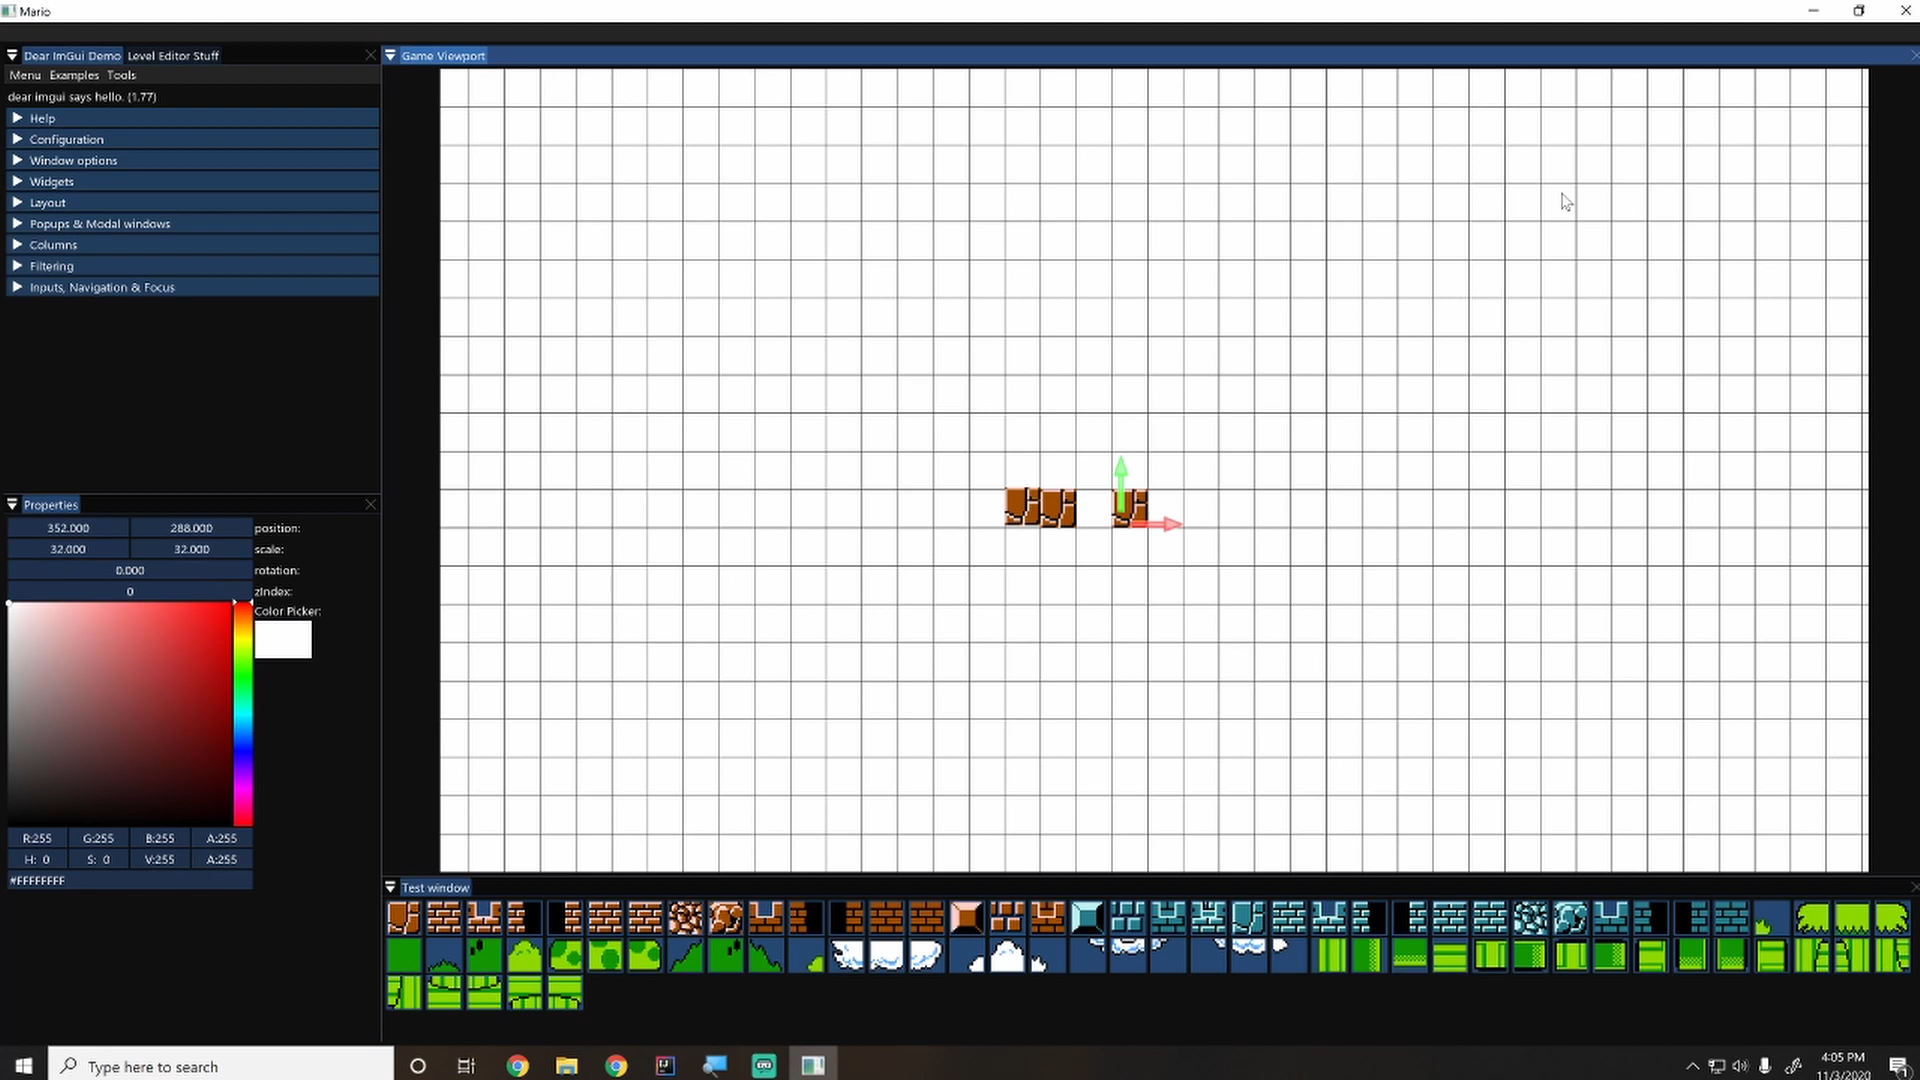 Mario
Dear ImGui Demo Level Editor Stuff
Game Viewport
Menu Examples Tools
dear imgui says hello. (1.77)
Help
Configuration
Window options
Widgets
Layout
Popups & Modal windows
Columns
Filtering
Inputs, Navigation & Focus
Properties
352.000 288.000 position:
32.000 32.000 scale:
0.000 rotation:
0 zIndex:
Color Picker:
R:255 G:255 B:255 A:255
H: 0 S: 0 V:255 A:255
#FFFFFFFF
Test window
Type here to search
4:05 PM
11/3/2020
1